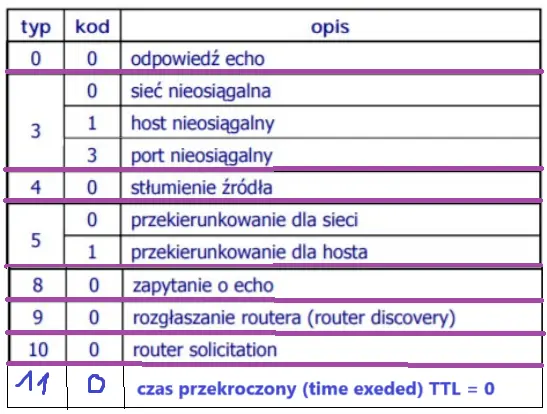 typ kod opis
0 0 odpowiedź echo
3 0 sieć nieosiągalna
1 host nieosiągalny
3 port nieosiągalny
4 0 stłumienie źródła
5 0 przekierunkowanie dla sieci
1 przekierunkowanie dla hosta
8 0 zapytanie o echo
9 0 rozgłaszanie routera (router discovery)
10 0 router solicitation
11 0 czas przekroczony (time exeded) TTL = 0